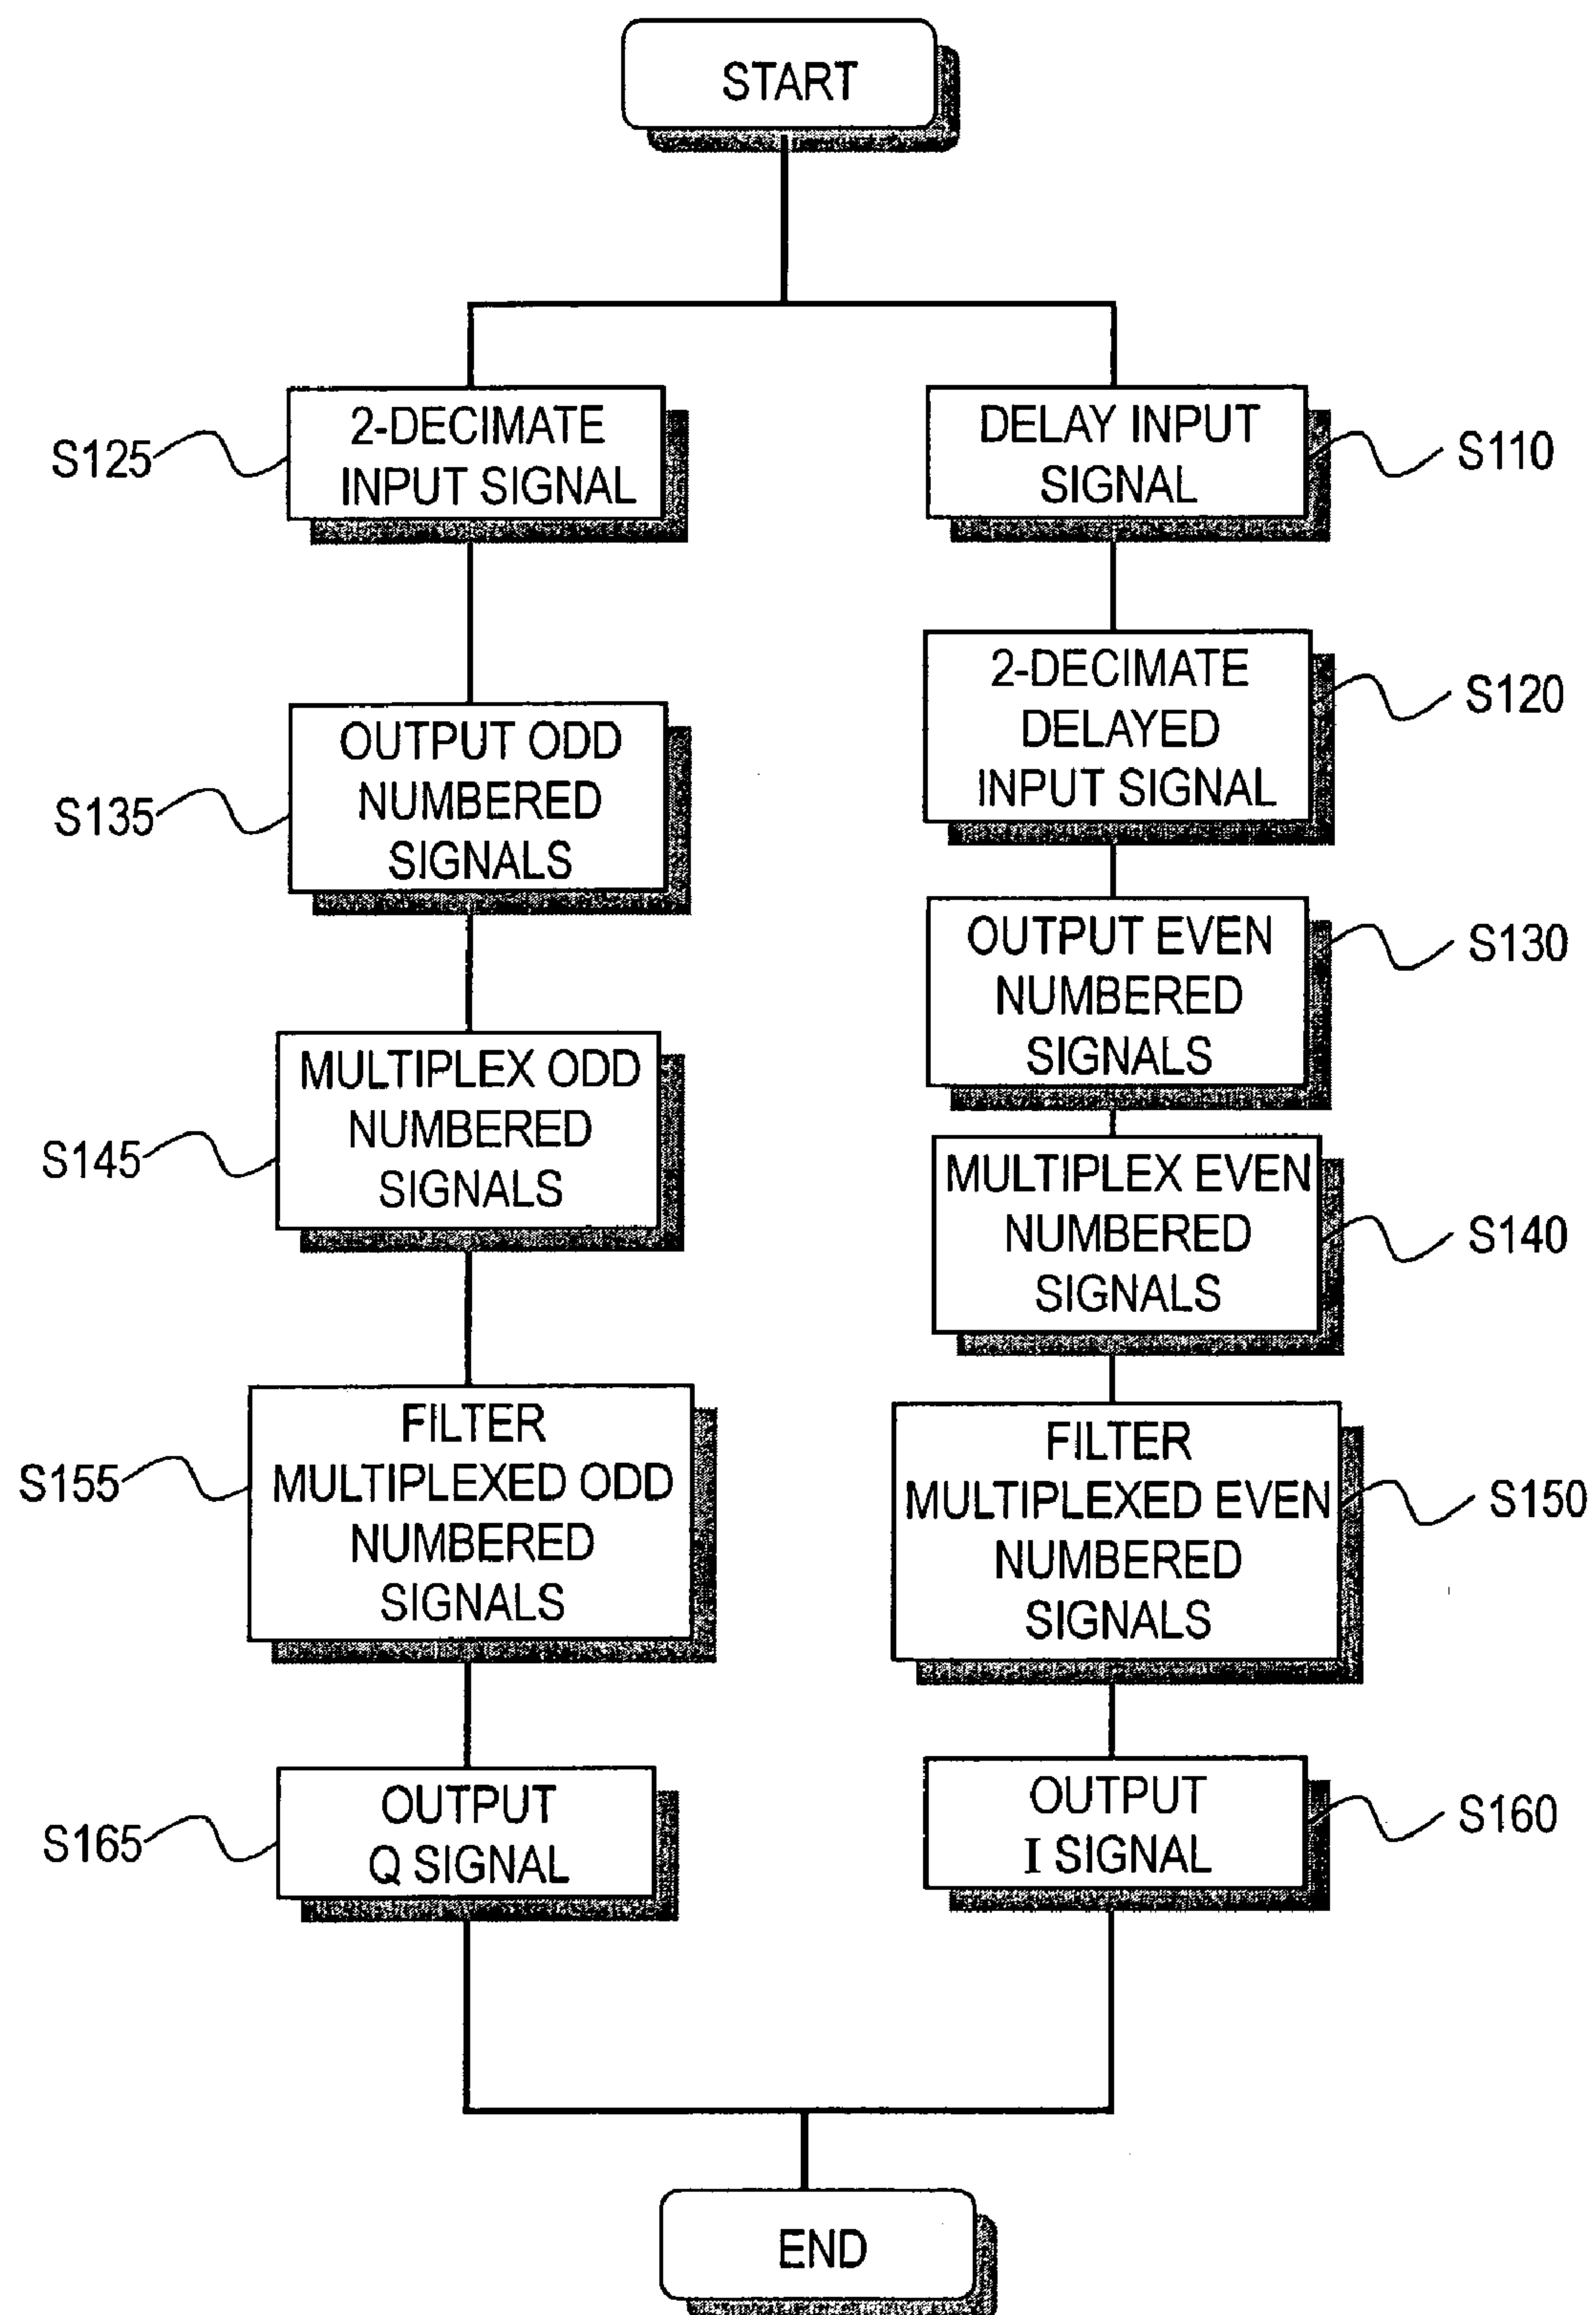 START
S125
2-DECIMATE
INPUT SIGNAL
S135
OUTPUT ODD
NUMBERED
SIGNALS
S145
MULTIPLEX ODD
NUMBERED
SIGNALS
S155
FILTER
MULTIPLEXED ODD
NUMBERED
SIGNALS
S165
OUTPUT
Q SIGNAL
DELAY INPUT
SIGNAL
S110
2-DECIMATE
DELAYED
INPUT SIGNAL
S120
OUTPUT EVEN
NUMBERED
SIGNALS
S130
MULTIPLEX EVEN
NUMBERED
SIGNALS
S140
FILTER
MULTIPLEXED EVEN
NUMBERED
SIGNALS
S150
OUTPUT
I SIGNAL
S160
END